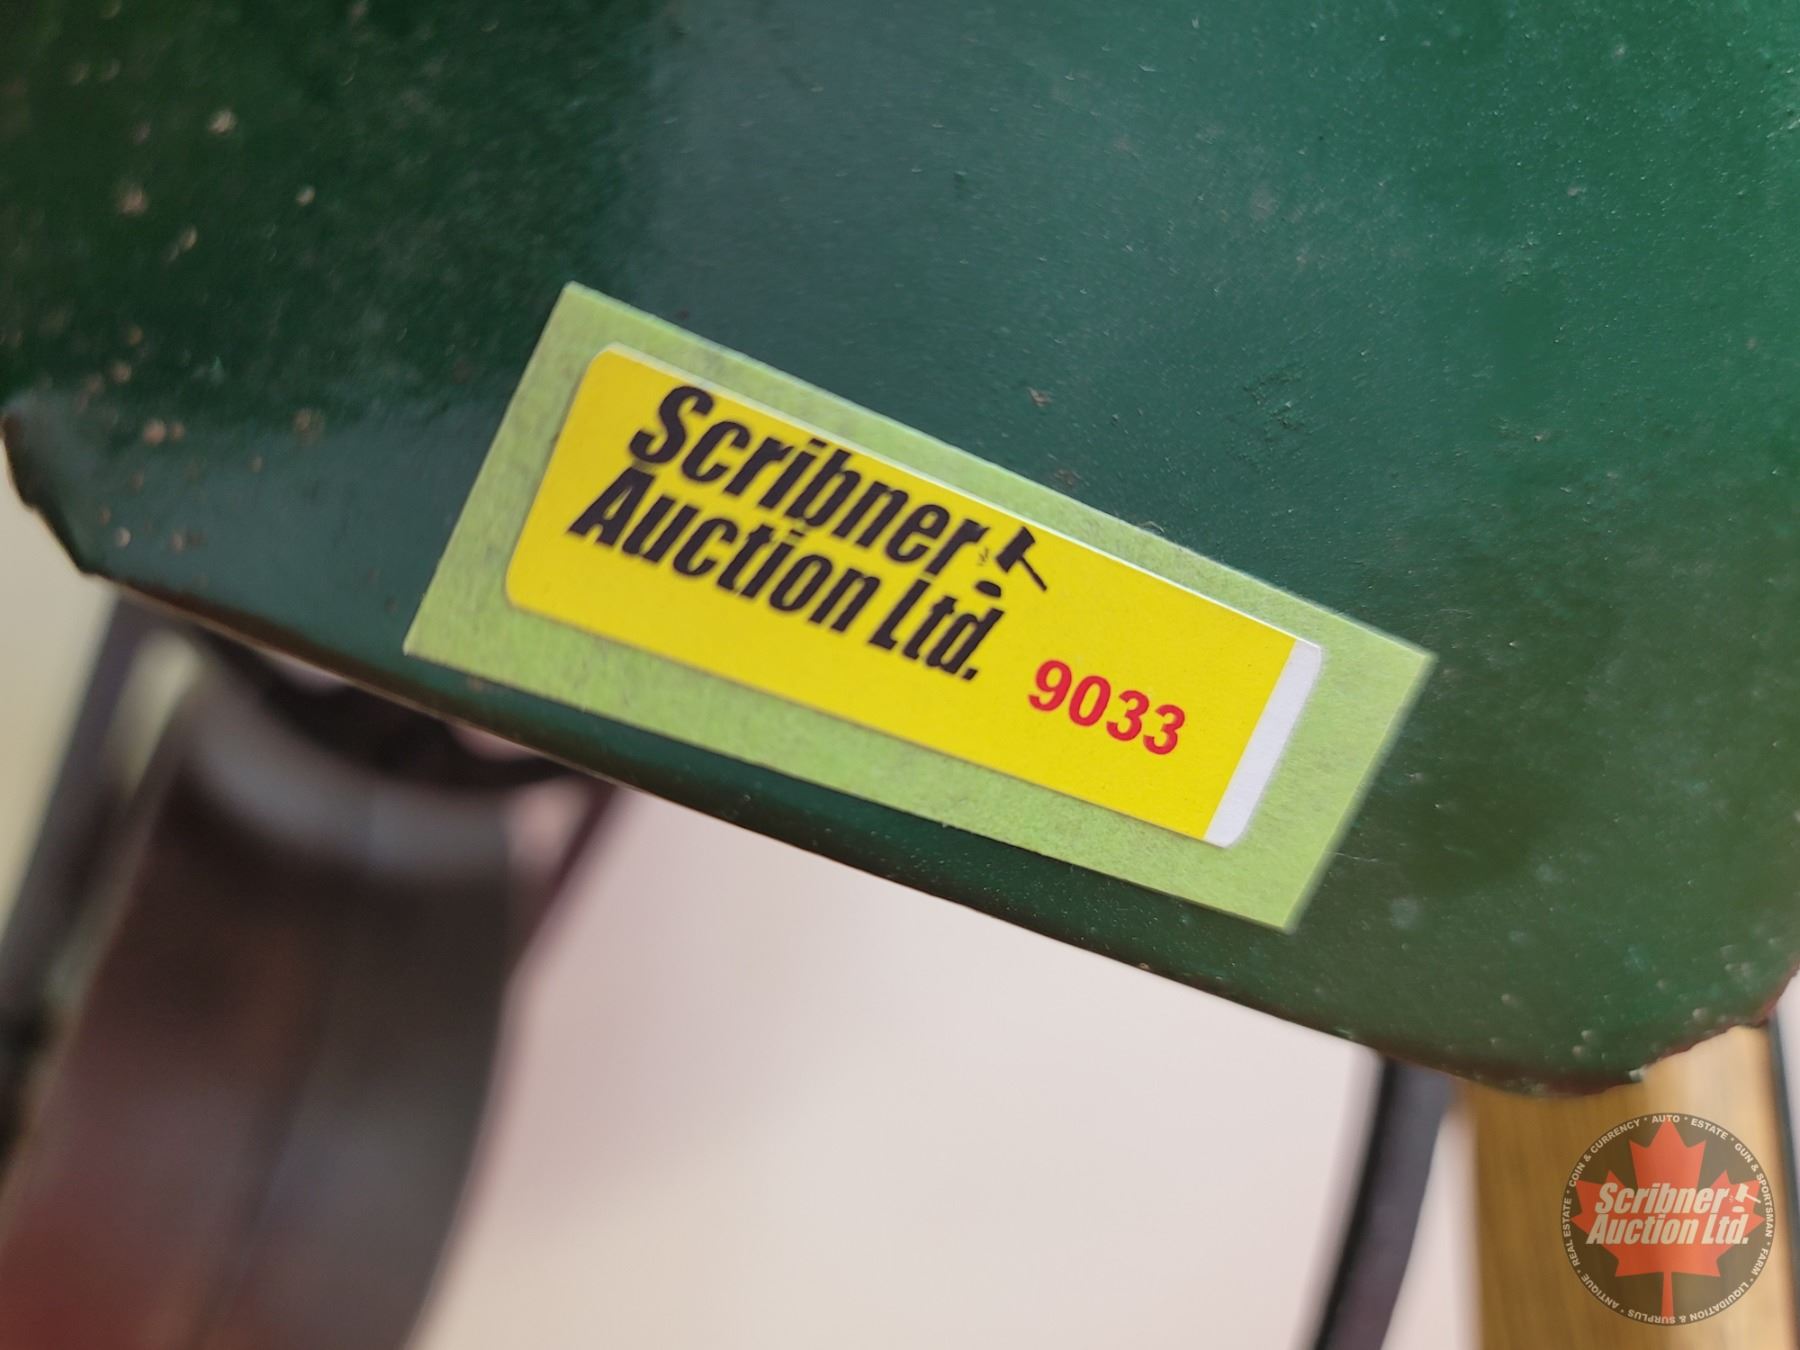 Scribner
Auction Ltd.
9033
COIN & CURRENCY • AUTO • ESTATE • GUN & SPORTSMAN • FARM • LIQUIDATION & SURPLUS • ANTIQUE • REAL ESTATE •
Scribner
Auction Ltd.